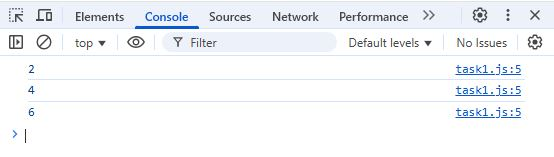 Elements Console Sources Network Performance
top Filter Default levels No Issues
2 task1.js:5
4 task1.js:5
6 task1.js:5